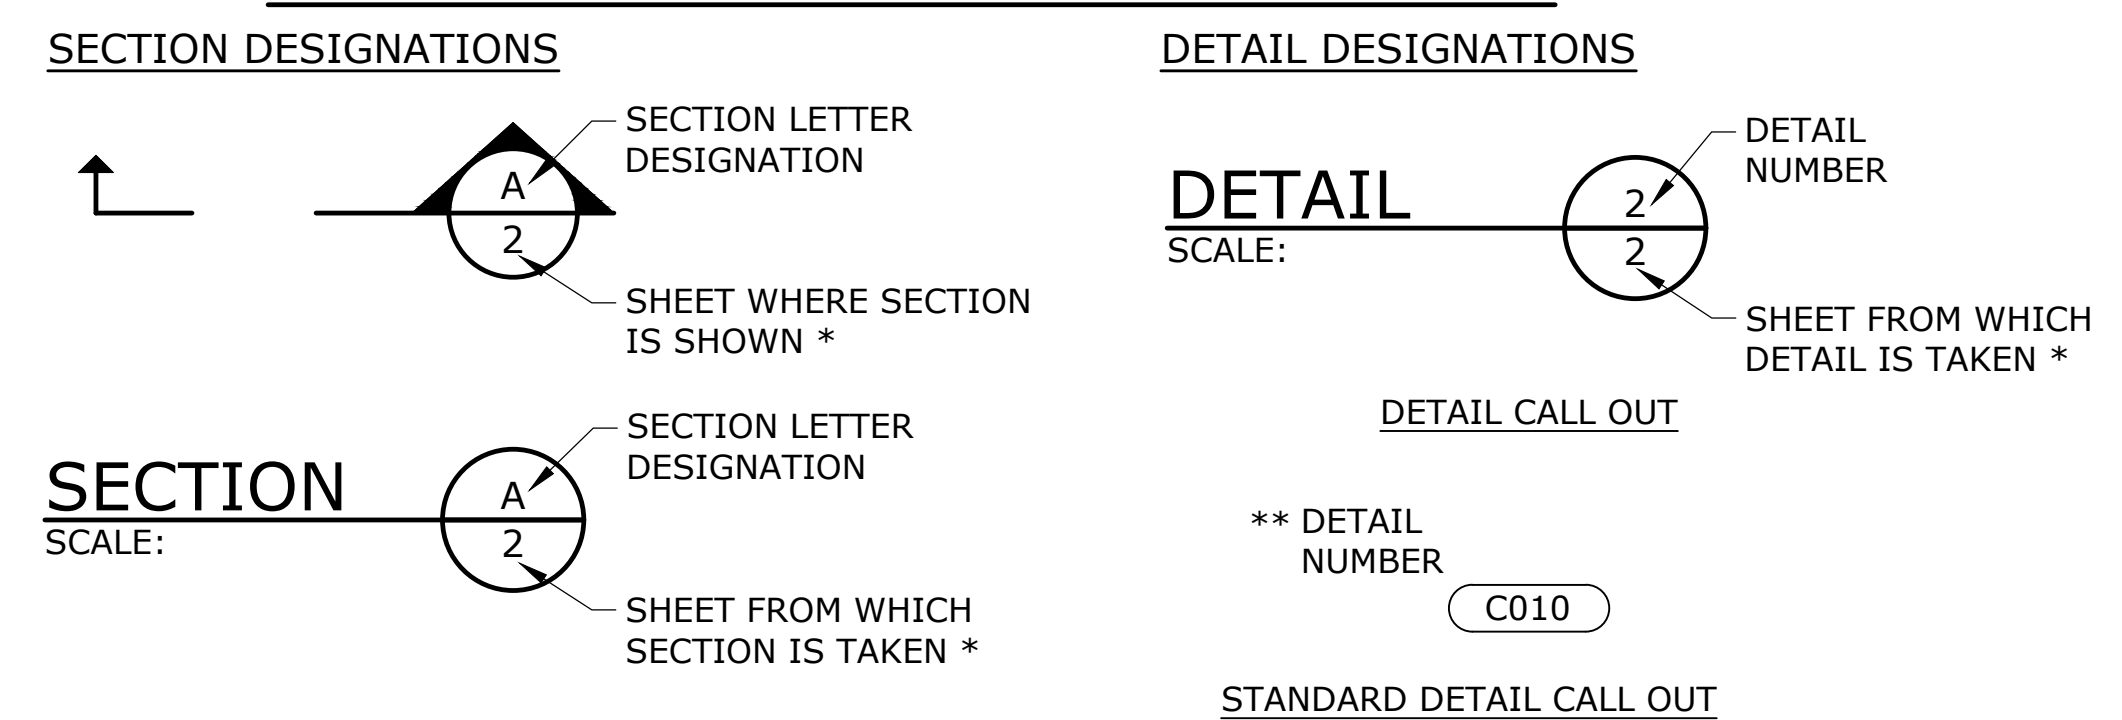 SECTION DESIGNATIONS
A
SECTION LETTER
DESIGNATION
2
SHEET WHERE SECTION
IS SHOWN *
SECTION
SCALE:
A
SECTION LETTER
DESIGNATION
2
SHEET FROM WHICH
SECTION IS TAKEN *
DETAIL DESIGNATIONS
DETAIL
SCALE:
2
DETAIL
NUMBER
2
SHEET FROM WHICH
DETAIL IS TAKEN *
DETAIL CALL OUT
** DETAIL
NUMBER
C010
STANDARD DETAIL CALL OUT